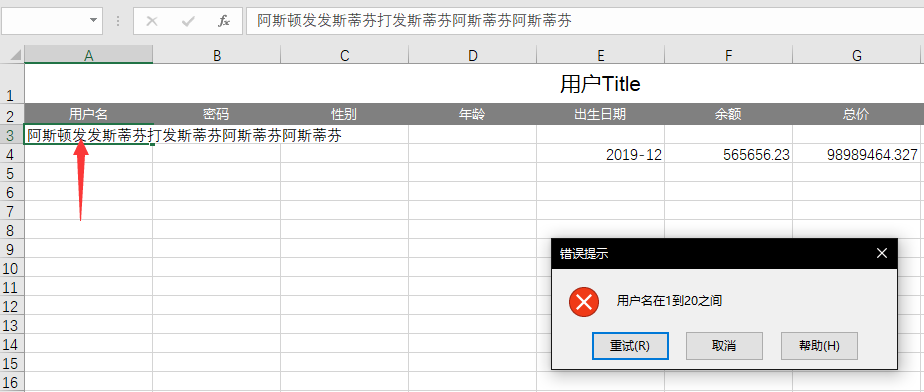 fx 阿斯顿发发斯蒂芬打发斯蒂芬阿斯蒂芬阿斯蒂芬
A B C D E F G
1 用户Title
2 用户名 密码 性别 年龄 出生日期 余额 总价
3 阿斯顿发发斯蒂芬打发斯蒂芬阿斯蒂芬阿斯蒂芬
4 2019-12 565656.23 98989464.327
5
6
7
8
9
10
11
12
13
14
15
16
错误提示
用户名在1到20之间
重试(R) 取消 帮助(H)